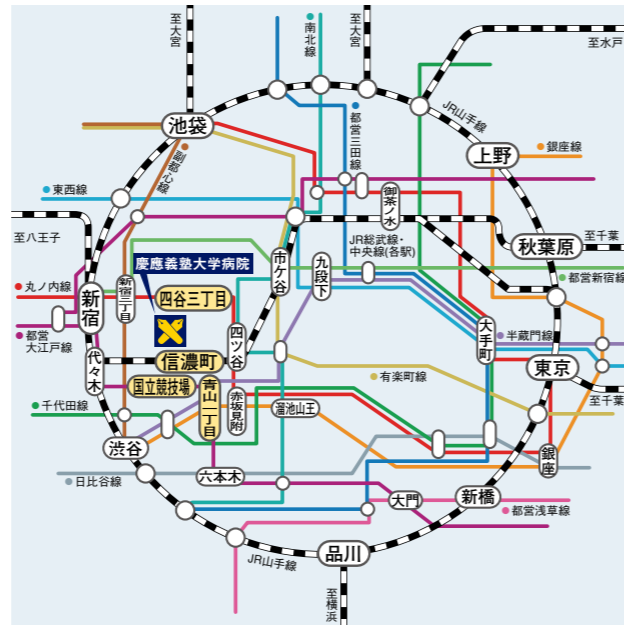 至大宮
●南北線
至大宮
至水戸
JR山手線
池袋
●都営三田線
●副都心線
上野
●銀座線
●東西線
御茶ノ水
至八王子
JR総武線・
中央線(各駅)
秋葉原
至千葉
慶應義塾大学病院
市ケ谷
九段下
●都営新宿線
●丸ノ内線
新宿
新宿三丁目
四谷三丁目
四ツ谷
大手町
●半蔵門線
●都営
大江戸線
代々木
信濃町
東京
国立競技場
青山一丁目
赤坂見附
●有楽町線
至千葉
●千代田線
溜池山王
渋谷
銀座
●日比谷線
六本木
大門
新橋
●都営浅草線
JR山手線
品川
至横浜